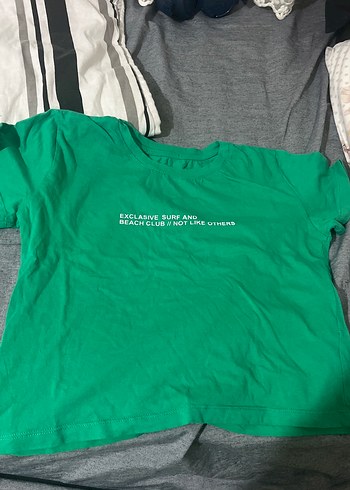 EXCLASIVE SURF AND
BEACH CLUB // NOT LIKE OTHERS